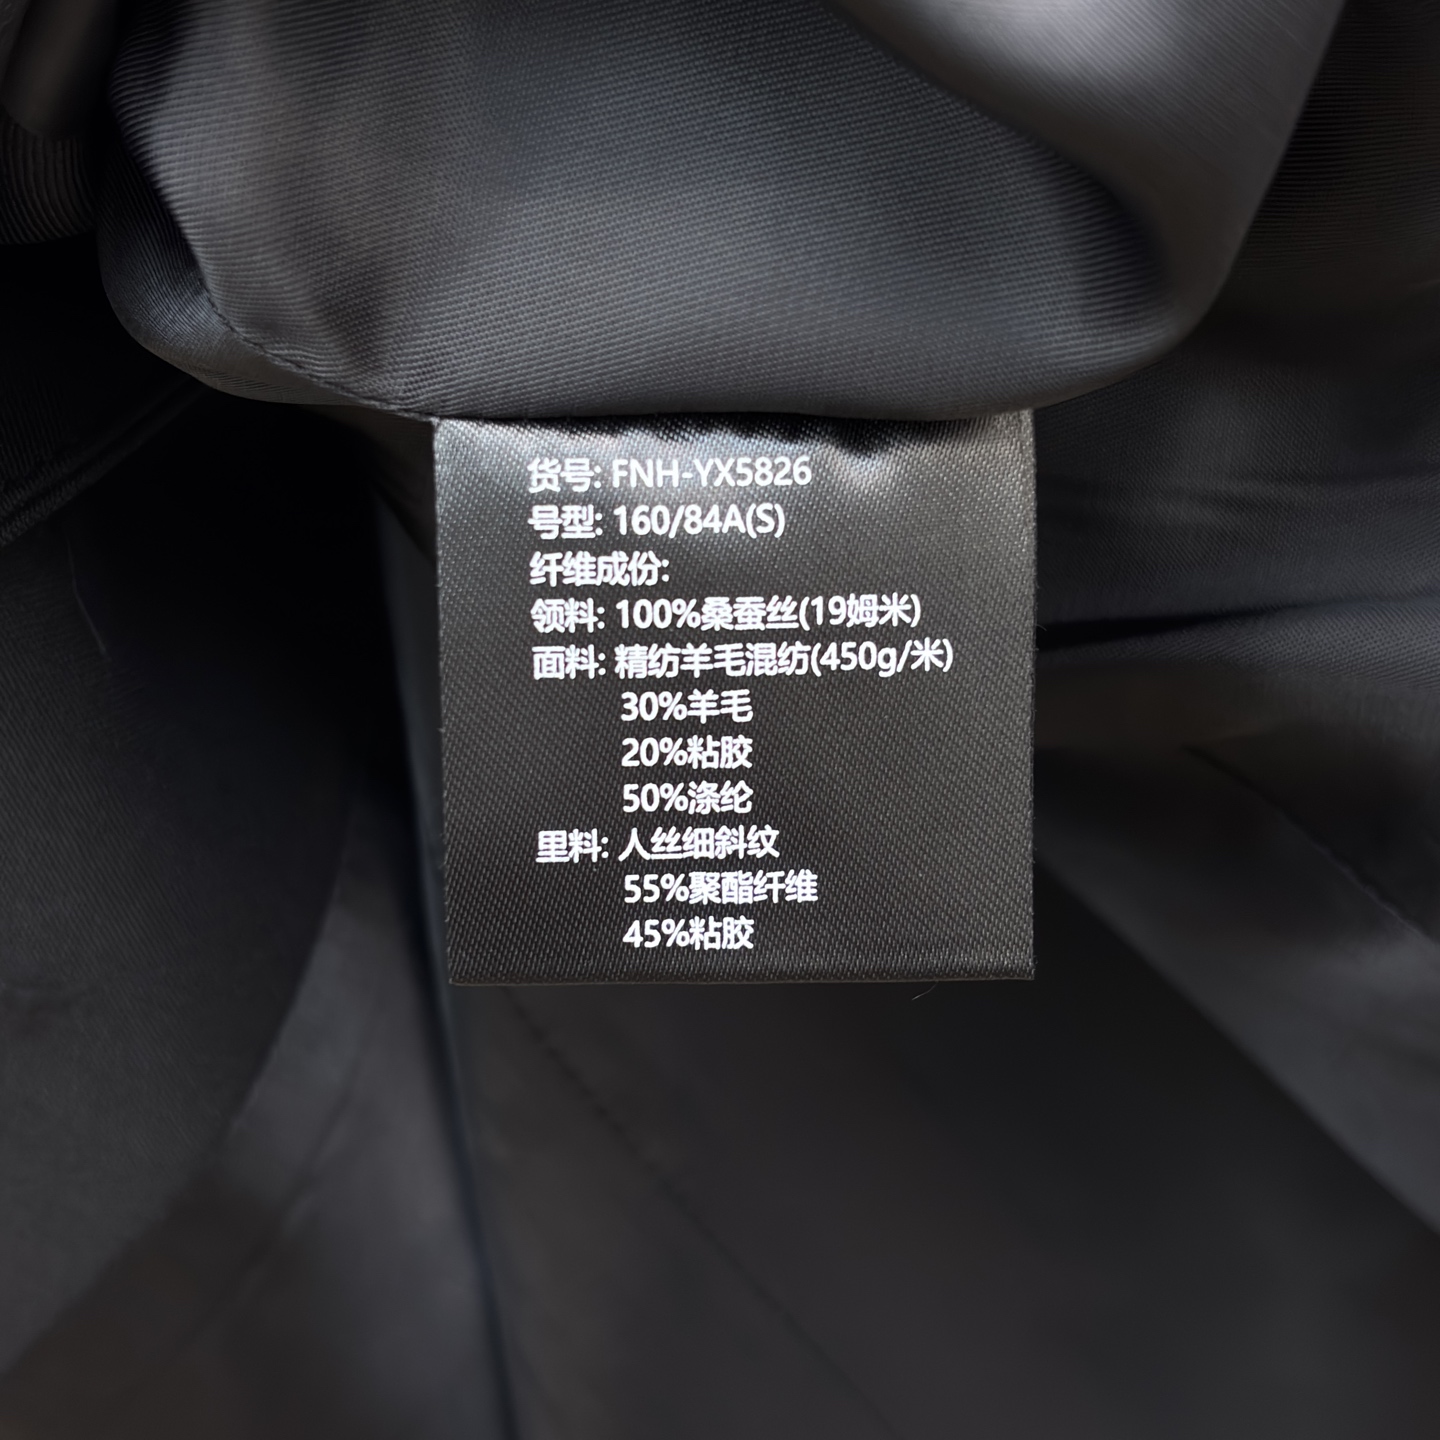 货号: FNH-YX5826
号型: 160/84A(S)
纤维成份:
领料: 100%桑蚕丝(19姆米)
面料: 精纺羊毛混纺(450g/米)
30%羊毛
20%粘胶
50%涤纶
里料: 人丝细斜纹
55%聚酯纤维
45%粘胶